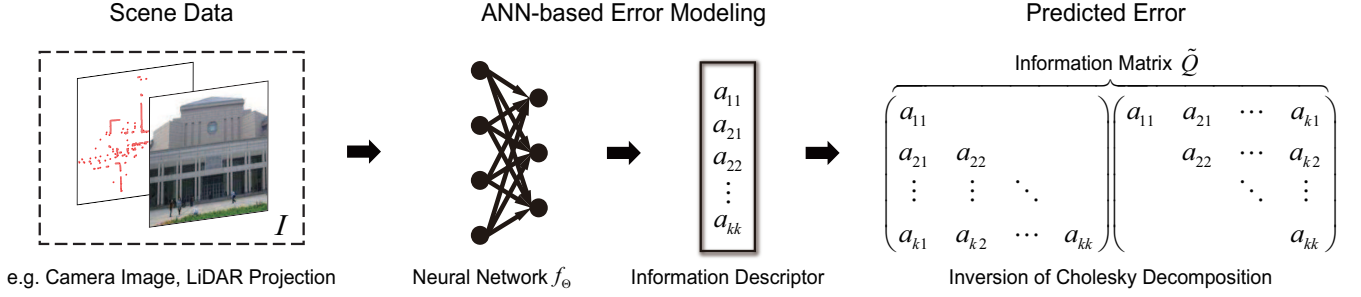 Scene Data
ANN-based Error Modeling
Predicted Error
Information Matrix Q̃
I
a₁₁
a₂₁
a₂₂
⋮
aₖₖ
a₁₁
a₂₁ a₂₂
⋮ ⋮ ⋱
aₖ₁ aₖ₂ ⋯ aₖₖ
a₁₁ a₂₁ ⋯ aₖ₁
a₂₂ ⋯ aₖ₂
⋱ ⋮
aₖₖ
e.g. Camera Image, LiDAR Projection
Neural Network f_Θ
Information Descriptor
Inversion of Cholesky Decomposition